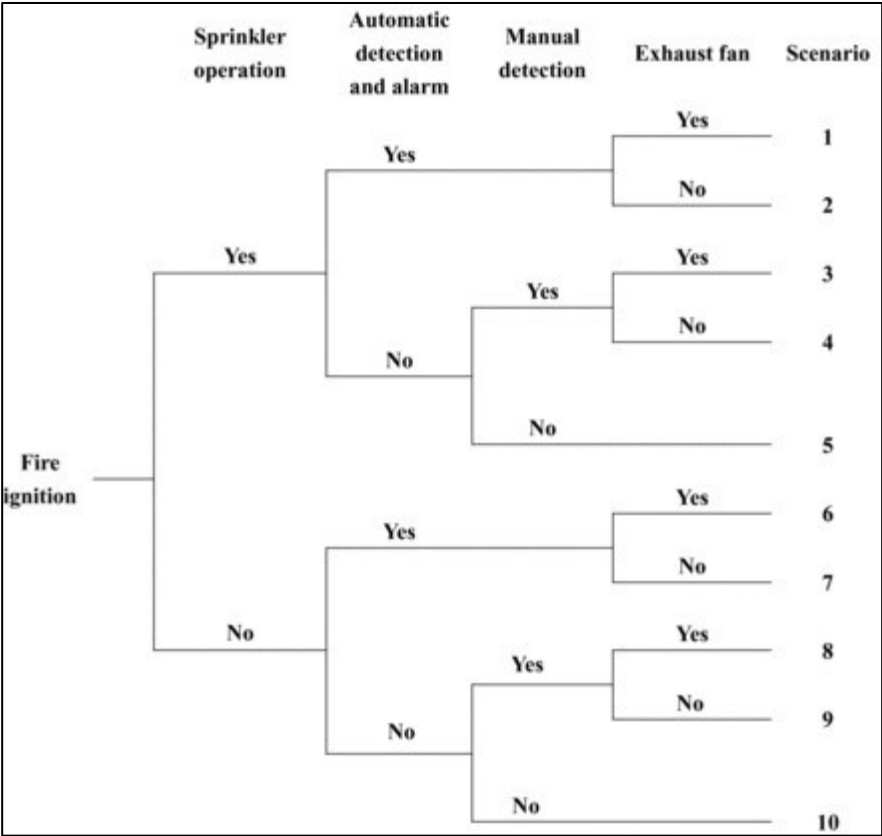 Sprinkler
operation
Automatic
detection
and alarm
Manual
detection
Exhaust fan
Scenario
Yes
1
Yes
No
2
Yes
Yes
3
Yes
No
4
No
No
5
Fire
ignition
Yes
6
Yes
No
7
No
Yes
8
Yes
No
9
No
No
10